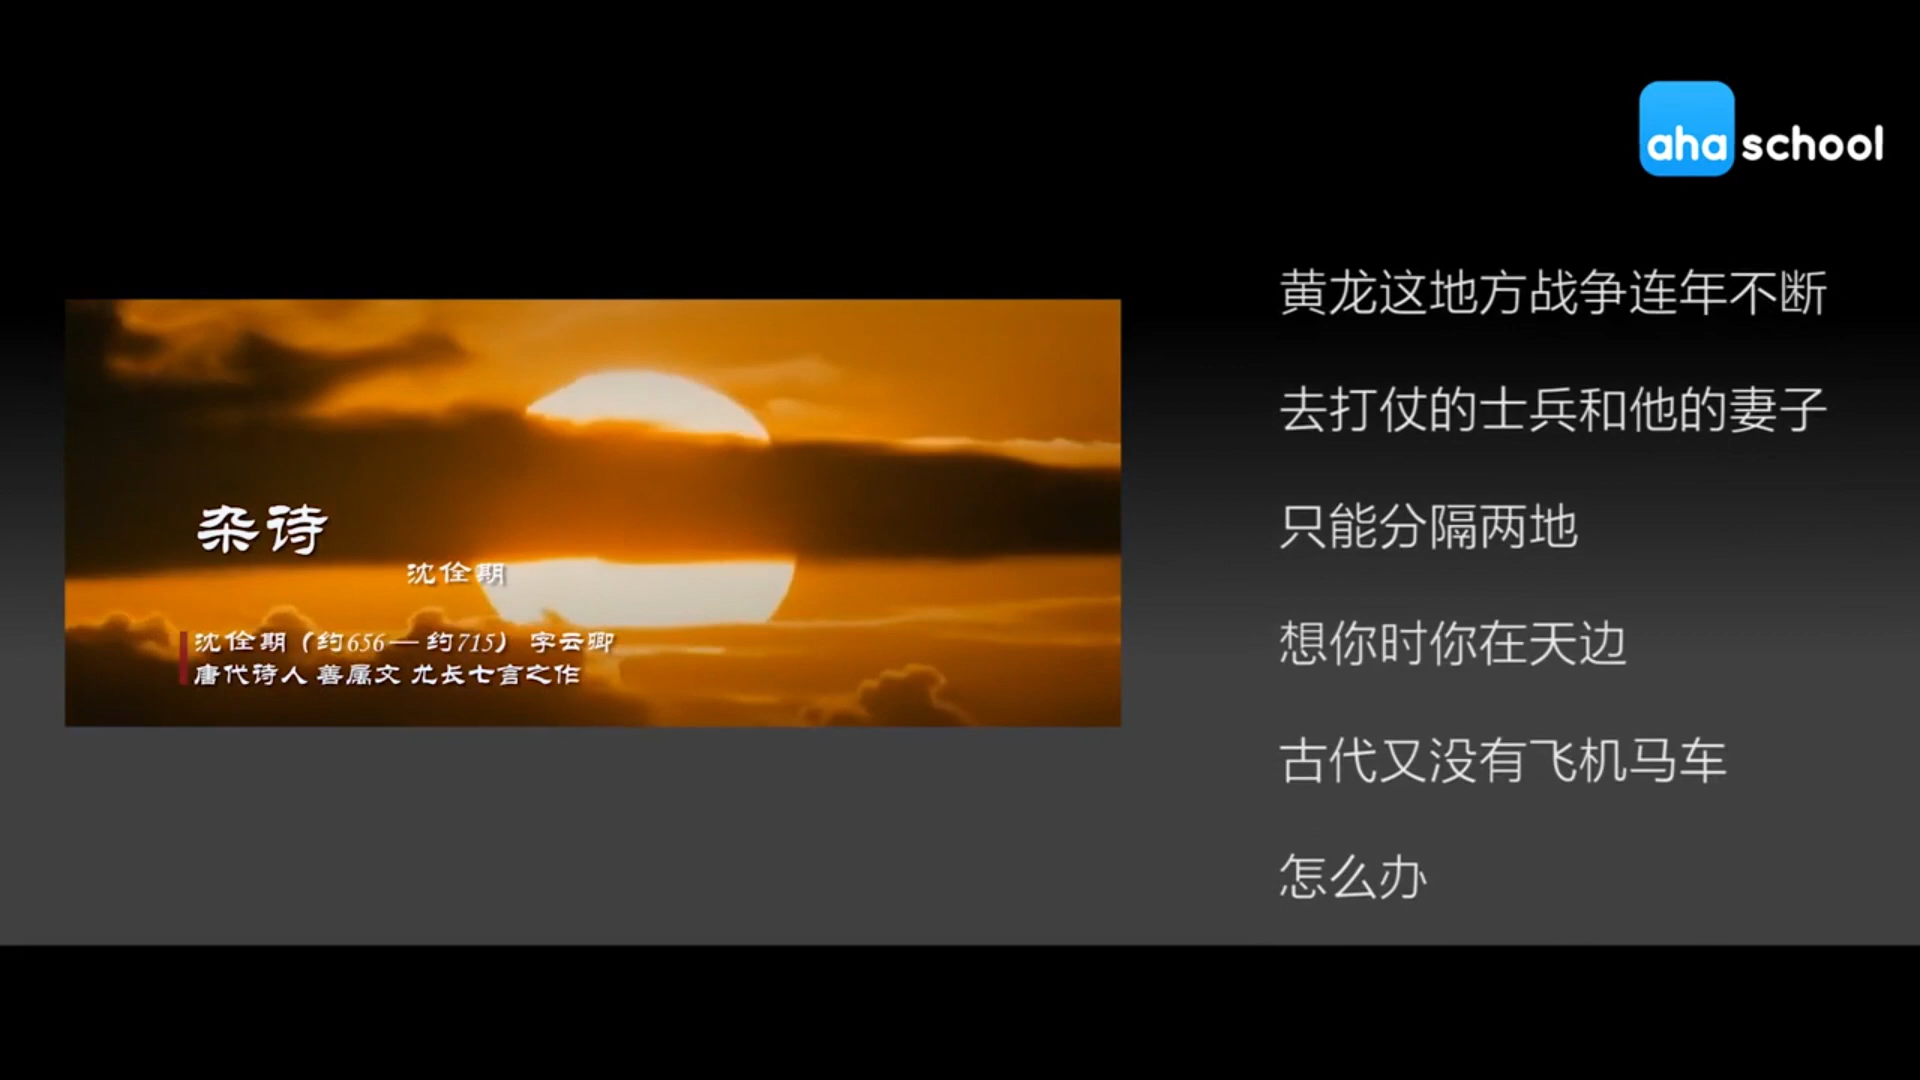 aha school
黄龙这地方战争连年不断
去打仗的士兵和他的妻子
只能分隔两地
想你时你在天边
古代又没有飞机马车
怎么办
杂诗
沈佺期
沈佺期（约656— 约715） 字云卿
唐代诗人 善属文 尤长七言之作